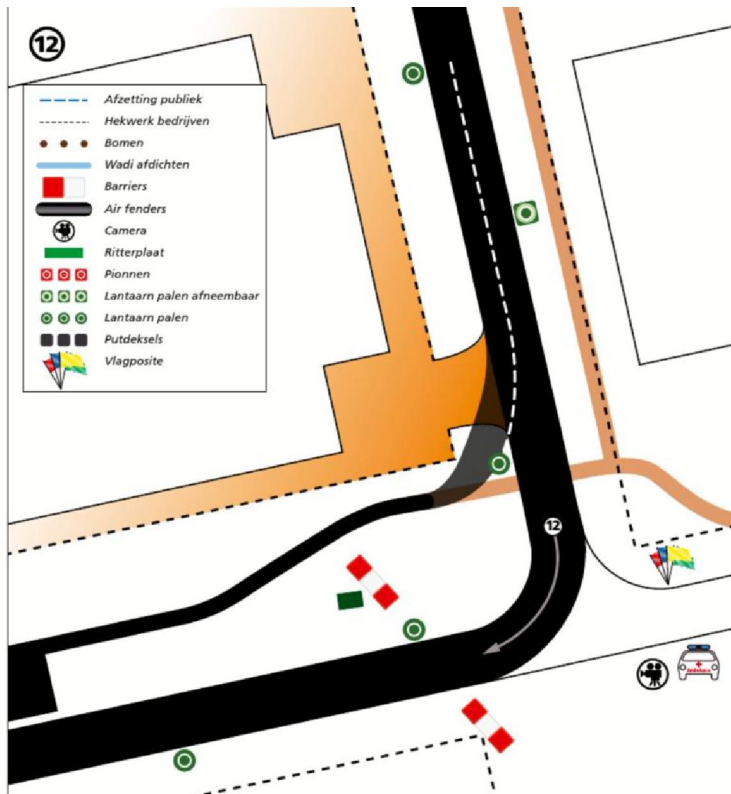 12
Afzetting publiek
Hekwerk bedrijven
Bomen
Wadi afdichten
Barriers
Air fenders
Camera
Ritterplaat
Pionnen
Lantaarn palen afneembaar
Lantaarn palen
Putdeksels
Vlagposite
12